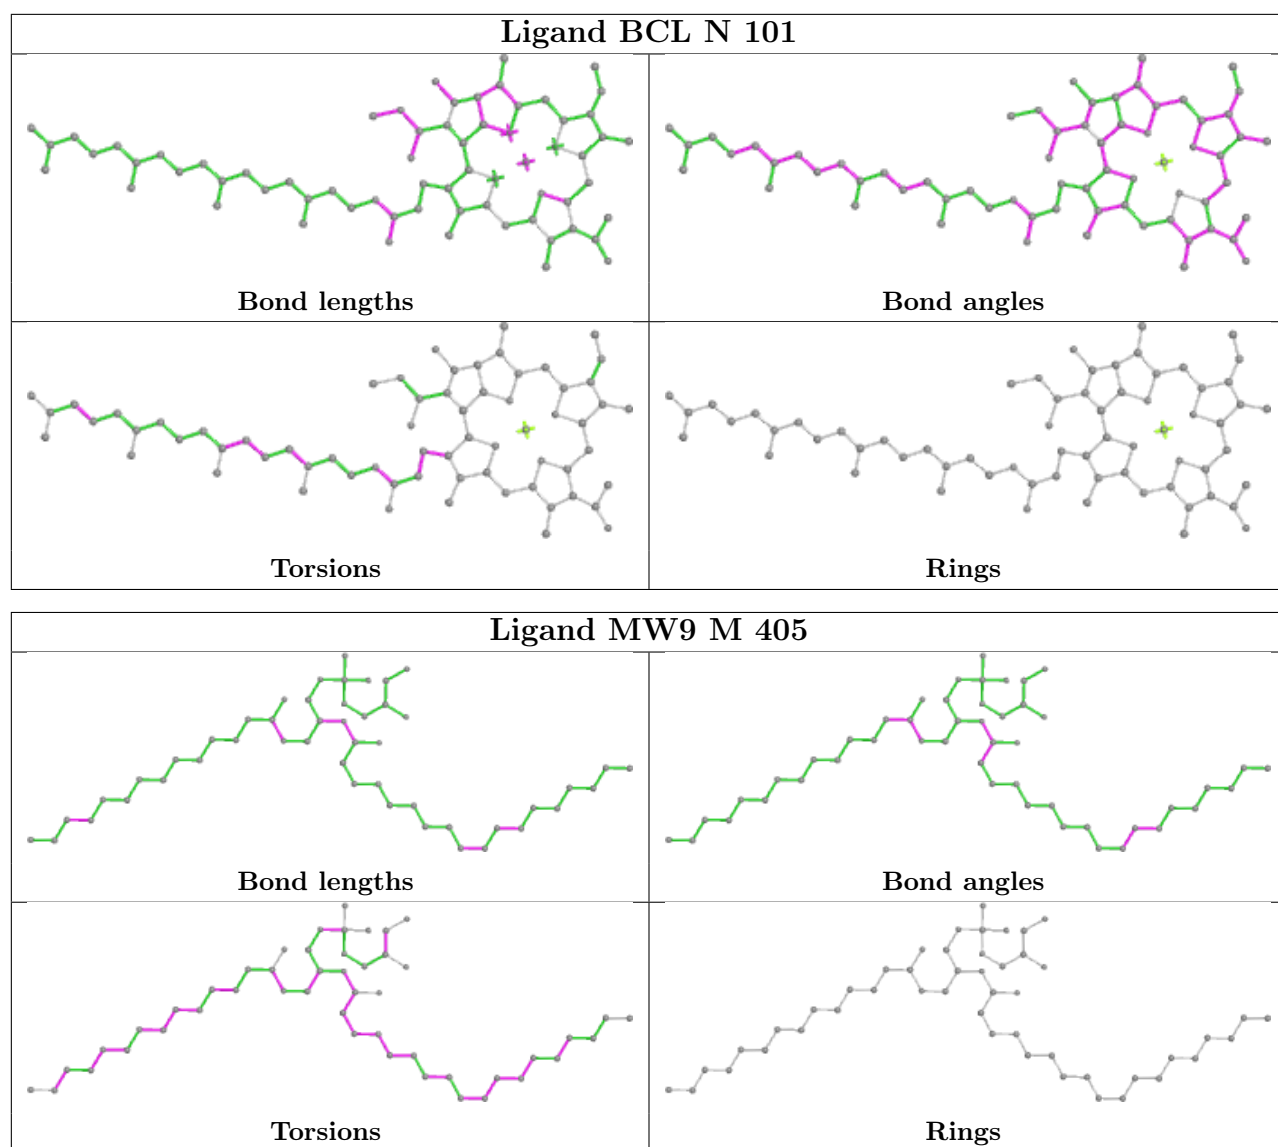 Ligand BCL N 101
Bond lengths
Bond angles
Torsions
Rings
Ligand MW9 M 405
Bond lengths
Bond angles
Torsions
Rings